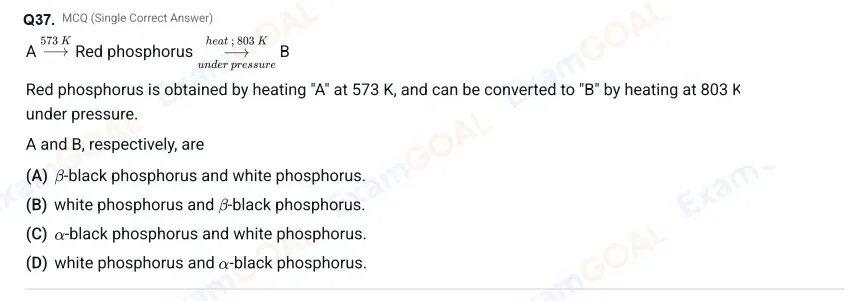 Q37. MCQ (Single Correct Answer)
A $\xrightarrow{573\ K}$ Red phosphorus $\xrightarrow[under\ pressure]{heat\ ;\ 803\ K}$ B
Red phosphorus is obtained by heating "A" at 573 K, and can be converted to "B" by heating at 803 K
under pressure.
A and B, respectively, are
(A) β-black phosphorus and white phosphorus.
(B) white phosphorus and β-black phosphorus.
(C) α-black phosphorus and white phosphorus.
(D) white phosphorus and α-black phosphorus.